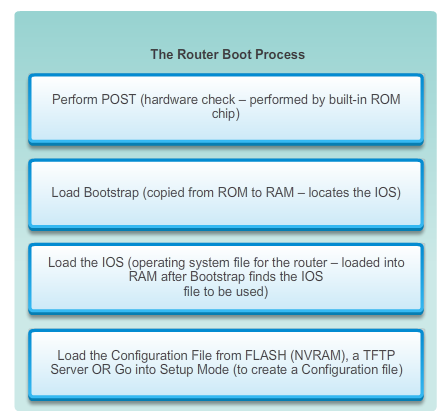 The Router Boot Process
Perform POST (hardware check – performed by built-in ROM
chip)
Load Bootstrap (copied from ROM to RAM – locates the IOS)
Load the IOS (operating system file for the router – loaded into
RAM after Bootstrap finds the IOS
file to be used)
Load the Configuration File from FLASH (NVRAM), a TFTP
Server OR Go into Setup Mode (to create a Configuration file)